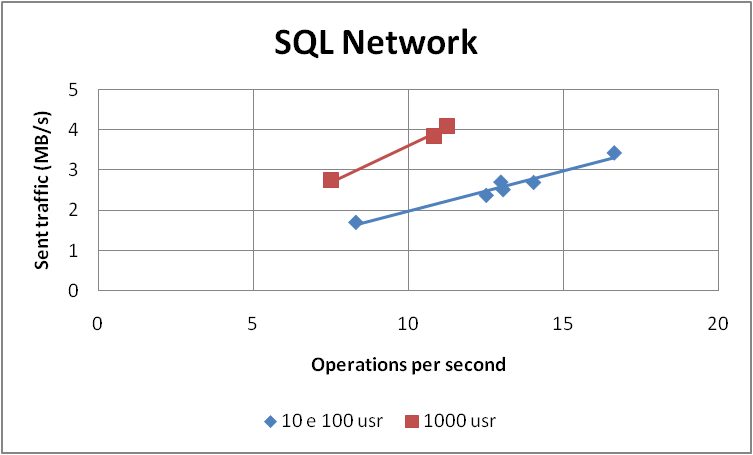 SQL Network
Sent traffic (MB/s)
5
4
3
2
1
0
0 5 10 15 20
Operations per second
10 e 100 usr 1000 usr